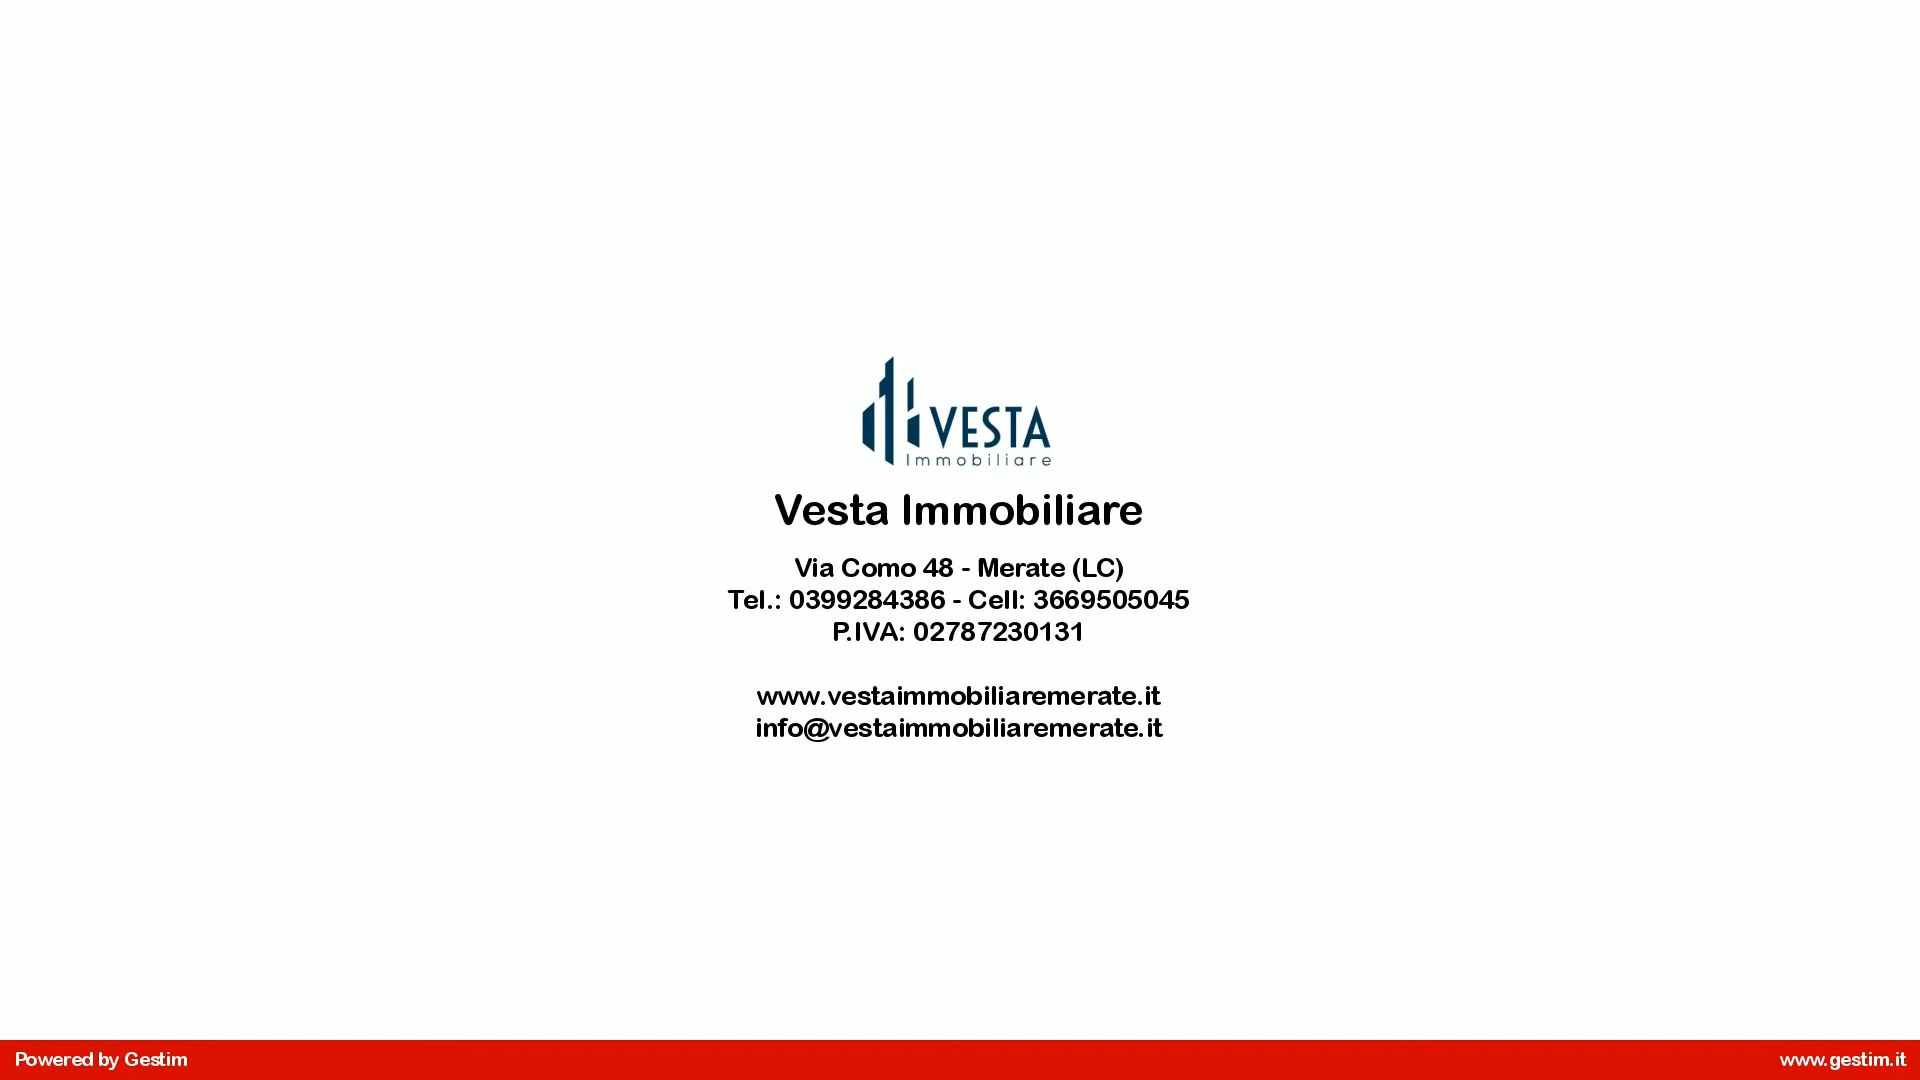 VESTA
Immobiliare
Vesta Immobiliare
Via Como 48 - Merate (LC)
Tel.: 0399284386 - Cell: 3669505045
P.IVA: 02787230131
www.vestaimmobiliaremerate.it
info@vestaimmobiliaremerate.it
Powered by Gestim
www.gestim.it